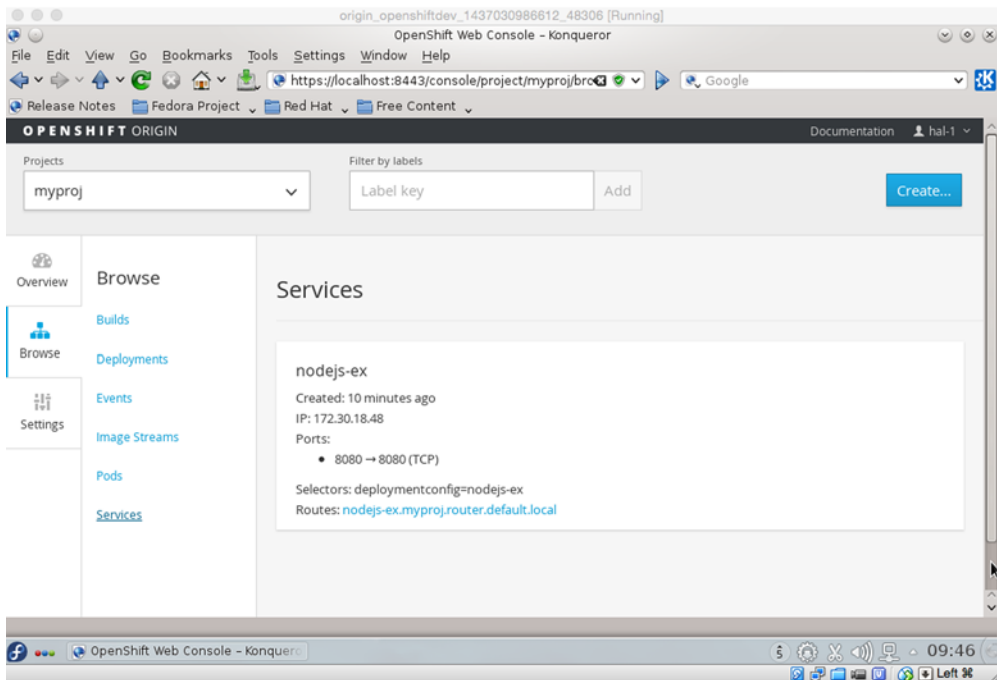 origin_openshiftdev_1437030986612_48306 [Running]
OpenShift Web Console – Konqueror
File Edit View Go Bookmarks Tools Settings Window Help
https://localhost:8443/console/project/myproj/bro
Google
Release Notes Fedora Project Red Hat Free Content
OPENSHIFT ORIGIN
Documentation hal-1
Projects
Filter by labels
myproj
Label key
Add
Create...
Overview
Browse
Settings
Browse
Builds
Deployments
Events
Image Streams
Pods
Services
Services
nodejs-ex
Created: 10 minutes ago
IP: 172.30.18.48
Ports:
• 8080 → 8080 (TCP)
Selectors: deploymentconfig=nodejs-ex
Routes: nodejs-ex.myproj.router.default.local
OpenShift Web Console – Konquero
09:46
Left ⌘